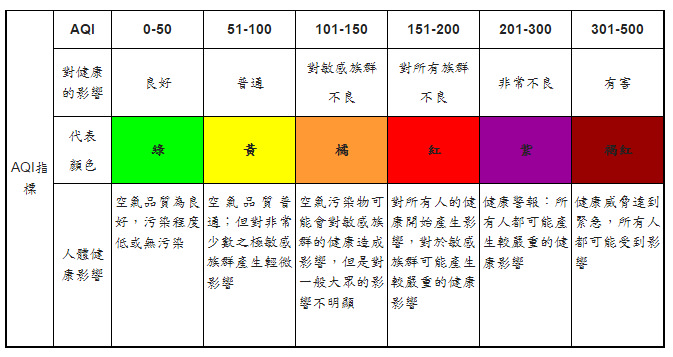 AQI指
標
AQI
0-50
51-100
101-150
151-200
201-300
301-500
對健康
的影響
良好
普通
對敏感族群
不良
對所有族群
不良
非常不良
有害
代表
顏色
綠
黃
橘
紅
紫
褐紅
人體健
康影響
空氣品質為良
好，污染程度
低或無污染
空氣品質普
通；但對非常
少數之極敏感
族群產生輕微
影響
空氣污染物可
能會對敏感族
群的健康造成
影響，但是對
一般大眾的影
響不明顯
對所有人的健
康開始產生影
響，對於敏感
族群可能產生
較嚴重的健康
影響
健康警報：所
有人都可能產
生較嚴重的健
康影響
健康威脅達到
緊急，所有人
都可能受到影
響